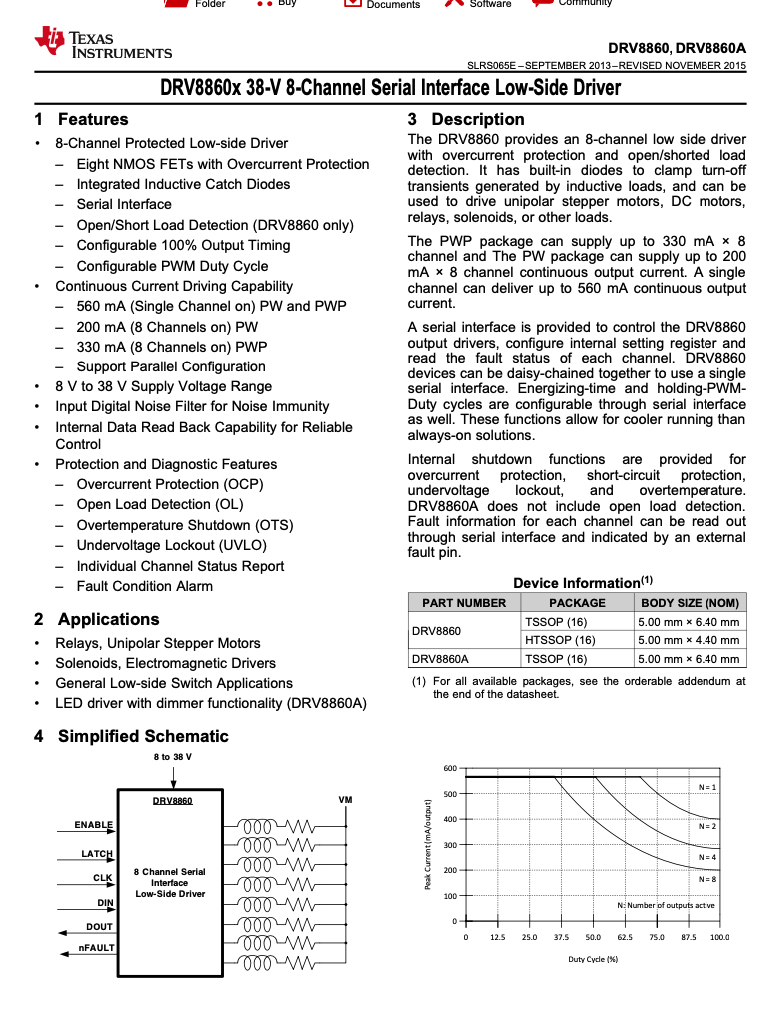 Folder
Buy
Documents
Software
Community
TEXAS
INSTRUMENTS
DRV8860, DRV8860A
SLRS065E –SEPTEMBER 2013–REVISED NOVEMBER 2015
DRV8860x 38-V 8-Channel Serial Interface Low-Side Driver
1 Features
• 8-Channel Protected Low-side Driver
– Eight NMOS FETs with Overcurrent Protection
– Integrated Inductive Catch Diodes
– Serial Interface
– Open/Short Load Detection (DRV8860 only)
– Configurable 100% Output Timing
– Configurable PWM Duty Cycle
• Continuous Current Driving Capability
– 560 mA (Single Channel on) PW and PWP
– 200 mA (8 Channels on) PW
– 330 mA (8 Channels on) PWP
– Support Parallel Configuration
• 8 V to 38 V Supply Voltage Range
• Input Digital Noise Filter for Noise Immunity
• Internal Data Read Back Capability for Reliable
Control
• Protection and Diagnostic Features
– Overcurrent Protection (OCP)
– Open Load Detection (OL)
– Overtemperature Shutdown (OTS)
– Undervoltage Lockout (UVLO)
– Individual Channel Status Report
– Fault Condition Alarm
2 Applications
• Relays, Unipolar Stepper Motors
• Solenoids, Electromagnetic Drivers
• General Low-side Switch Applications
• LED driver with dimmer functionality (DRV8860A)
3 Description
The DRV8860 provides an 8-channel low side driver
with overcurrent protection and open/shorted load
detection. It has built-in diodes to clamp turn-off
transients generated by inductive loads, and can be
used to drive unipolar stepper motors, DC motors,
relays, solenoids, or other loads.
The PWP package can supply up to 330 mA × 8
channel and The PW package can supply up to 200
mA × 8 channel continuous output current. A single
channel can deliver up to 560 mA continuous output
current.
A serial interface is provided to control the DRV8860
output drivers, configure internal setting register and
read the fault status of each channel. DRV8860
devices can be daisy-chained together to use a single
serial interface. Energizing-time and holding-PWM-
Duty cycles are configurable through serial interface
as well. These functions allow for cooler running than
always-on solutions.
Internal shutdown functions are provided for
overcurrent protection, short-circuit protection,
undervoltage lockout, and overtemperature.
DRV8860A does not include open load detection.
Fault information for each channel can be read out
through serial interface and indicated by an external
fault pin.
Device Information(1)
PART NUMBER PACKAGE BODY SIZE (NOM)
DRV8860 TSSOP (16) 5.00 mm × 6.40 mm
HTSSOP (16) 5.00 mm × 4.40 mm
DRV8860A TSSOP (16) 5.00 mm × 6.40 mm
(1) For all available packages, see the orderable addendum at
the end of the datasheet.
4 Simplified Schematic
8 to 38 V
DRV8860
VM
ENABLE
LATCH
CLK
DIN
DOUT
nFAULT
8 Channel Serial
Interface
Low-Side Driver
Peak Current (mA/output)
600
500
400
300
200
100
0
N = 1
N = 2
N = 4
N = 8
N: Number of outputs active
0 12.5 25.0 37.5 50.0 62.5 75.0 87.5 100.0
Duty Cycle (%)